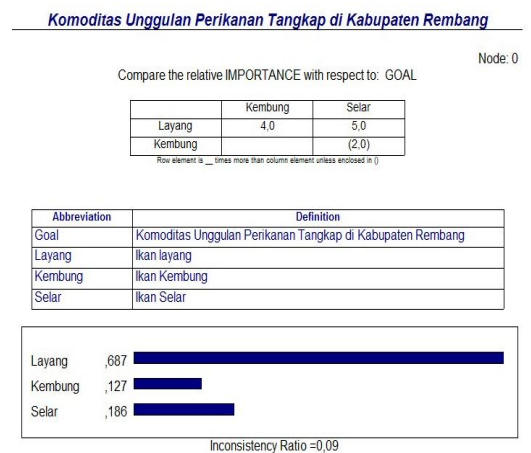 Komoditas Unggulan Perikanan Tangkap di Kabupaten Rembang
Node: 0
Compare the relative IMPORTANCE with respect to: GOAL
Kembung Selar
Layang 4,0 5,0
Kembung (2,0)
Row element is __ times more than column element unless enclosed in ()
Abbreviation Definition
Goal Komoditas Unggulan Perikanan Tangkap di Kabupaten Rembang
Layang Ikan layang
Kembung Ikan Kembung
Selar Ikan Selar
Layang ,687
Kembung ,127
Selar ,186
Inconsistency Ratio =0,09